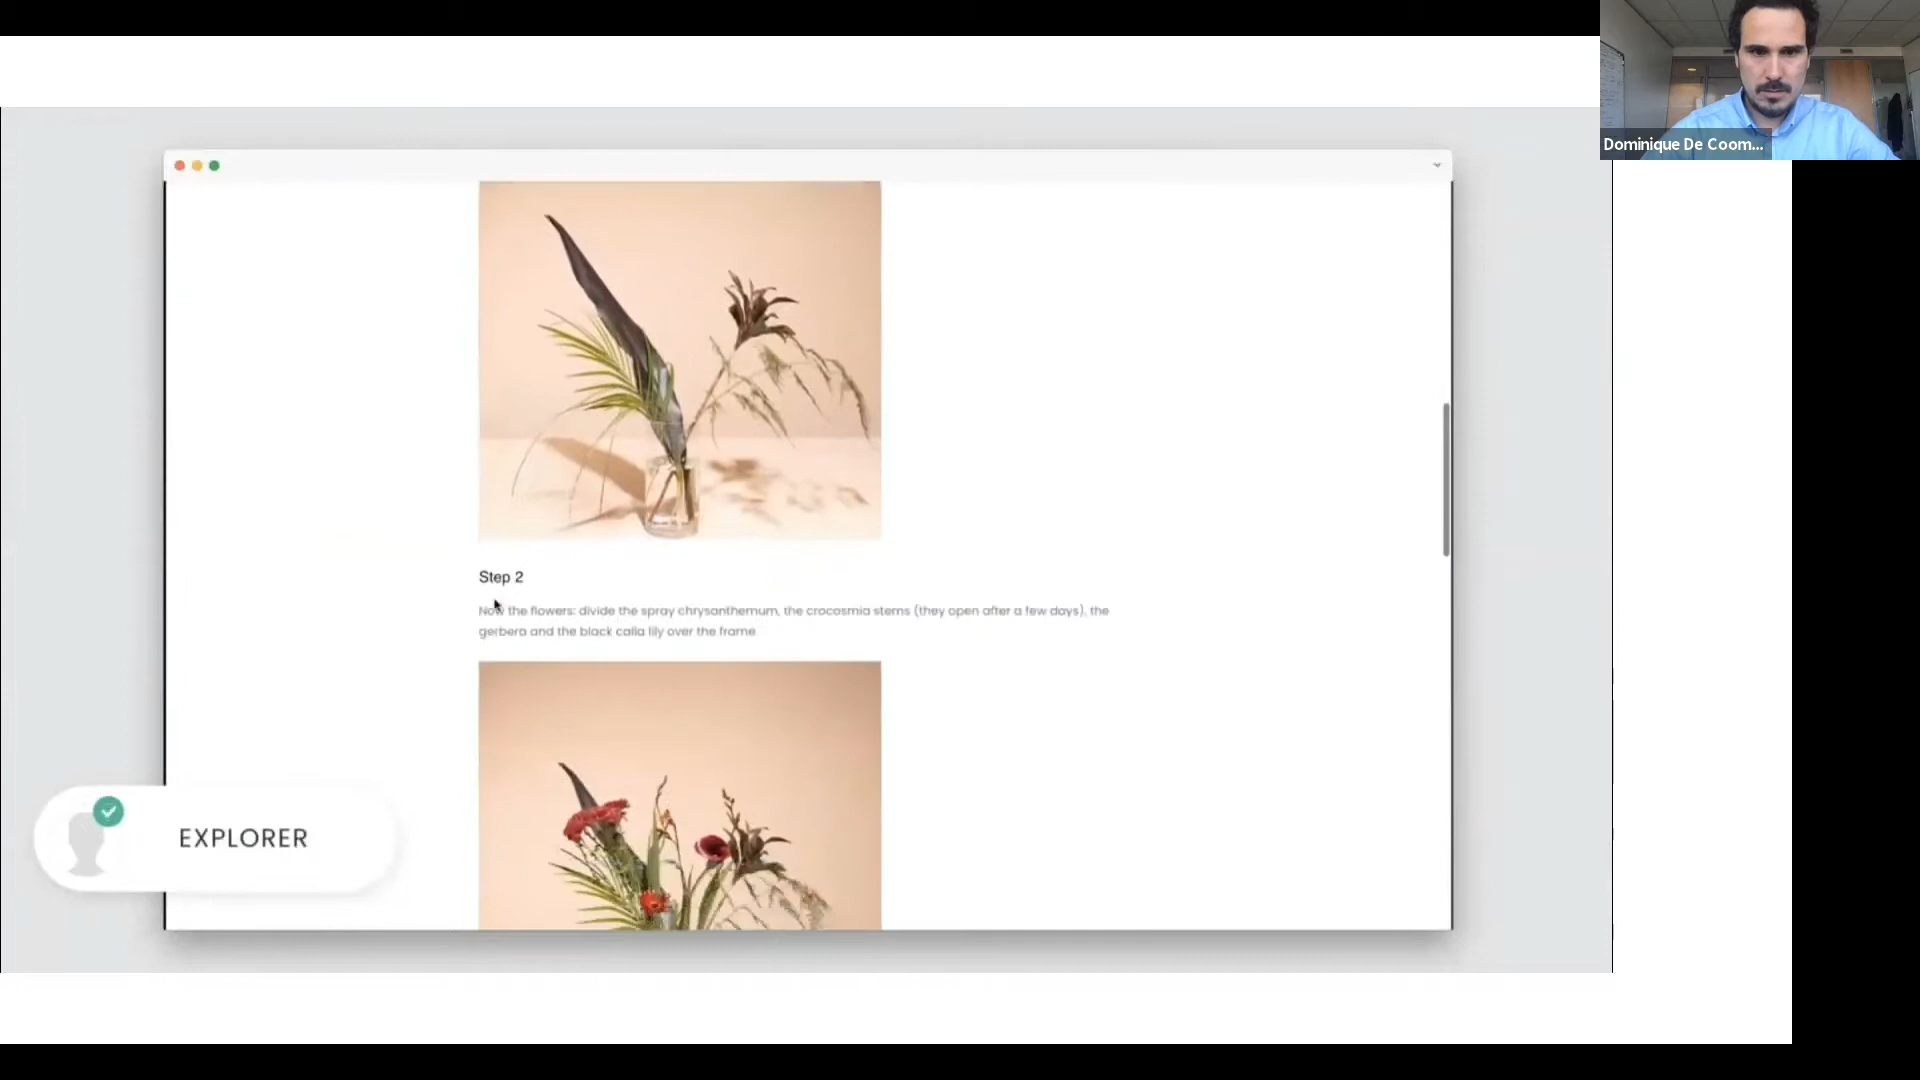 Dominique De Coom...
Step 2
Now the flowers: divide the spray chrysanthemum, the crocosmia stems (they open after a few days), the
gerbera and the black calla lily over the frame
EXPLORER